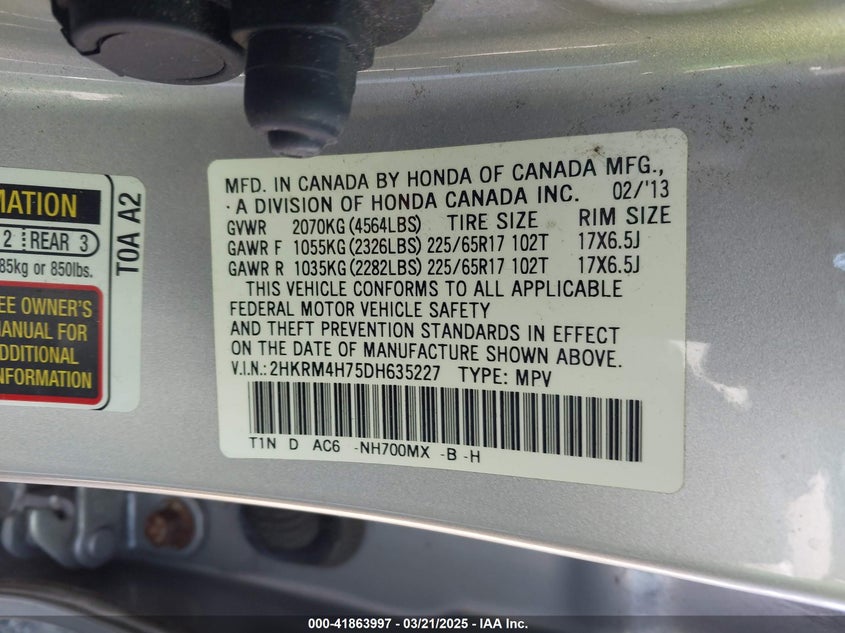 MATION
2 REAR 3
85kg or 850lbs.
EE OWNER'S
MANUAL FOR
ADDITIONAL
INFORMATION
T0A A2
MFD. IN CANADA BY HONDA OF CANADA MFG.,
A DIVISION OF HONDA CANADA INC. 02/'13
GVWR 2070KG(4564LBS) TIRE SIZE RIM SIZE
GAWR F 1055KG(2326LBS) 225/65R17 102T 17X6.5J
GAWR R 1035KG(2282LBS) 225/65R17 102T 17X6.5J
THIS VEHICLE CONFORMS TO ALL APPLICABLE
FEDERAL MOTOR VEHICLE SAFETY
AND THEFT PREVENTION STANDARDS IN EFFECT
ON THE DATE OF MANUFACTURE SHOWN ABOVE.
V.I.N.: 2HKRM4H75DH635227 TYPE: MPV
T1N D AC6 -NH700MX -B -H
000-41863997 - 03/21/2025 - IAA Inc.